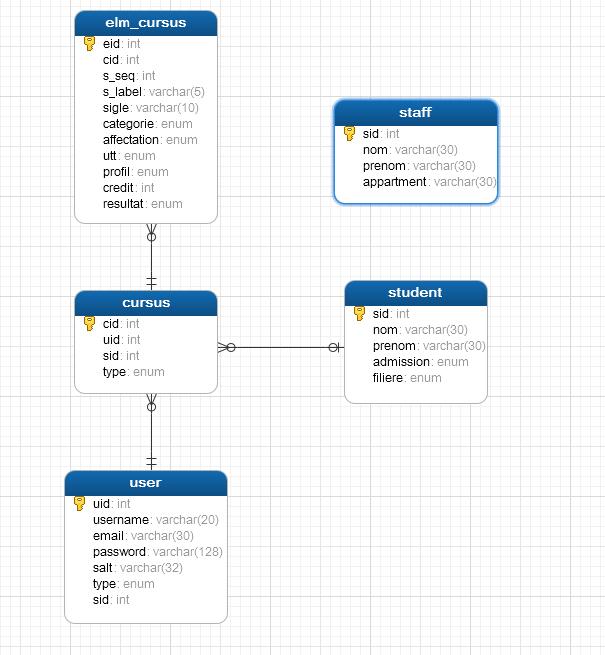 elm_cursus
eid: int
cid: int
s_seq: int
s_label: varchar(5)
sigle: varchar(10)
categorie: enum
affectation: enum
utt: enum
profil: enum
credit: int
resultat: enum
staff
sid: int
nom: varchar(30)
prenom: varchar(30)
appartment: varchar(30)
cursus
cid: int
uid: int
sid: int
type: enum
student
sid: int
nom: varchar(30)
prenom: varchar(30)
admission: enum
filiere: enum
user
uid: int
username: varchar(20)
email: varchar(30)
password: varchar(128)
salt: varchar(32)
type: enum
sid: int